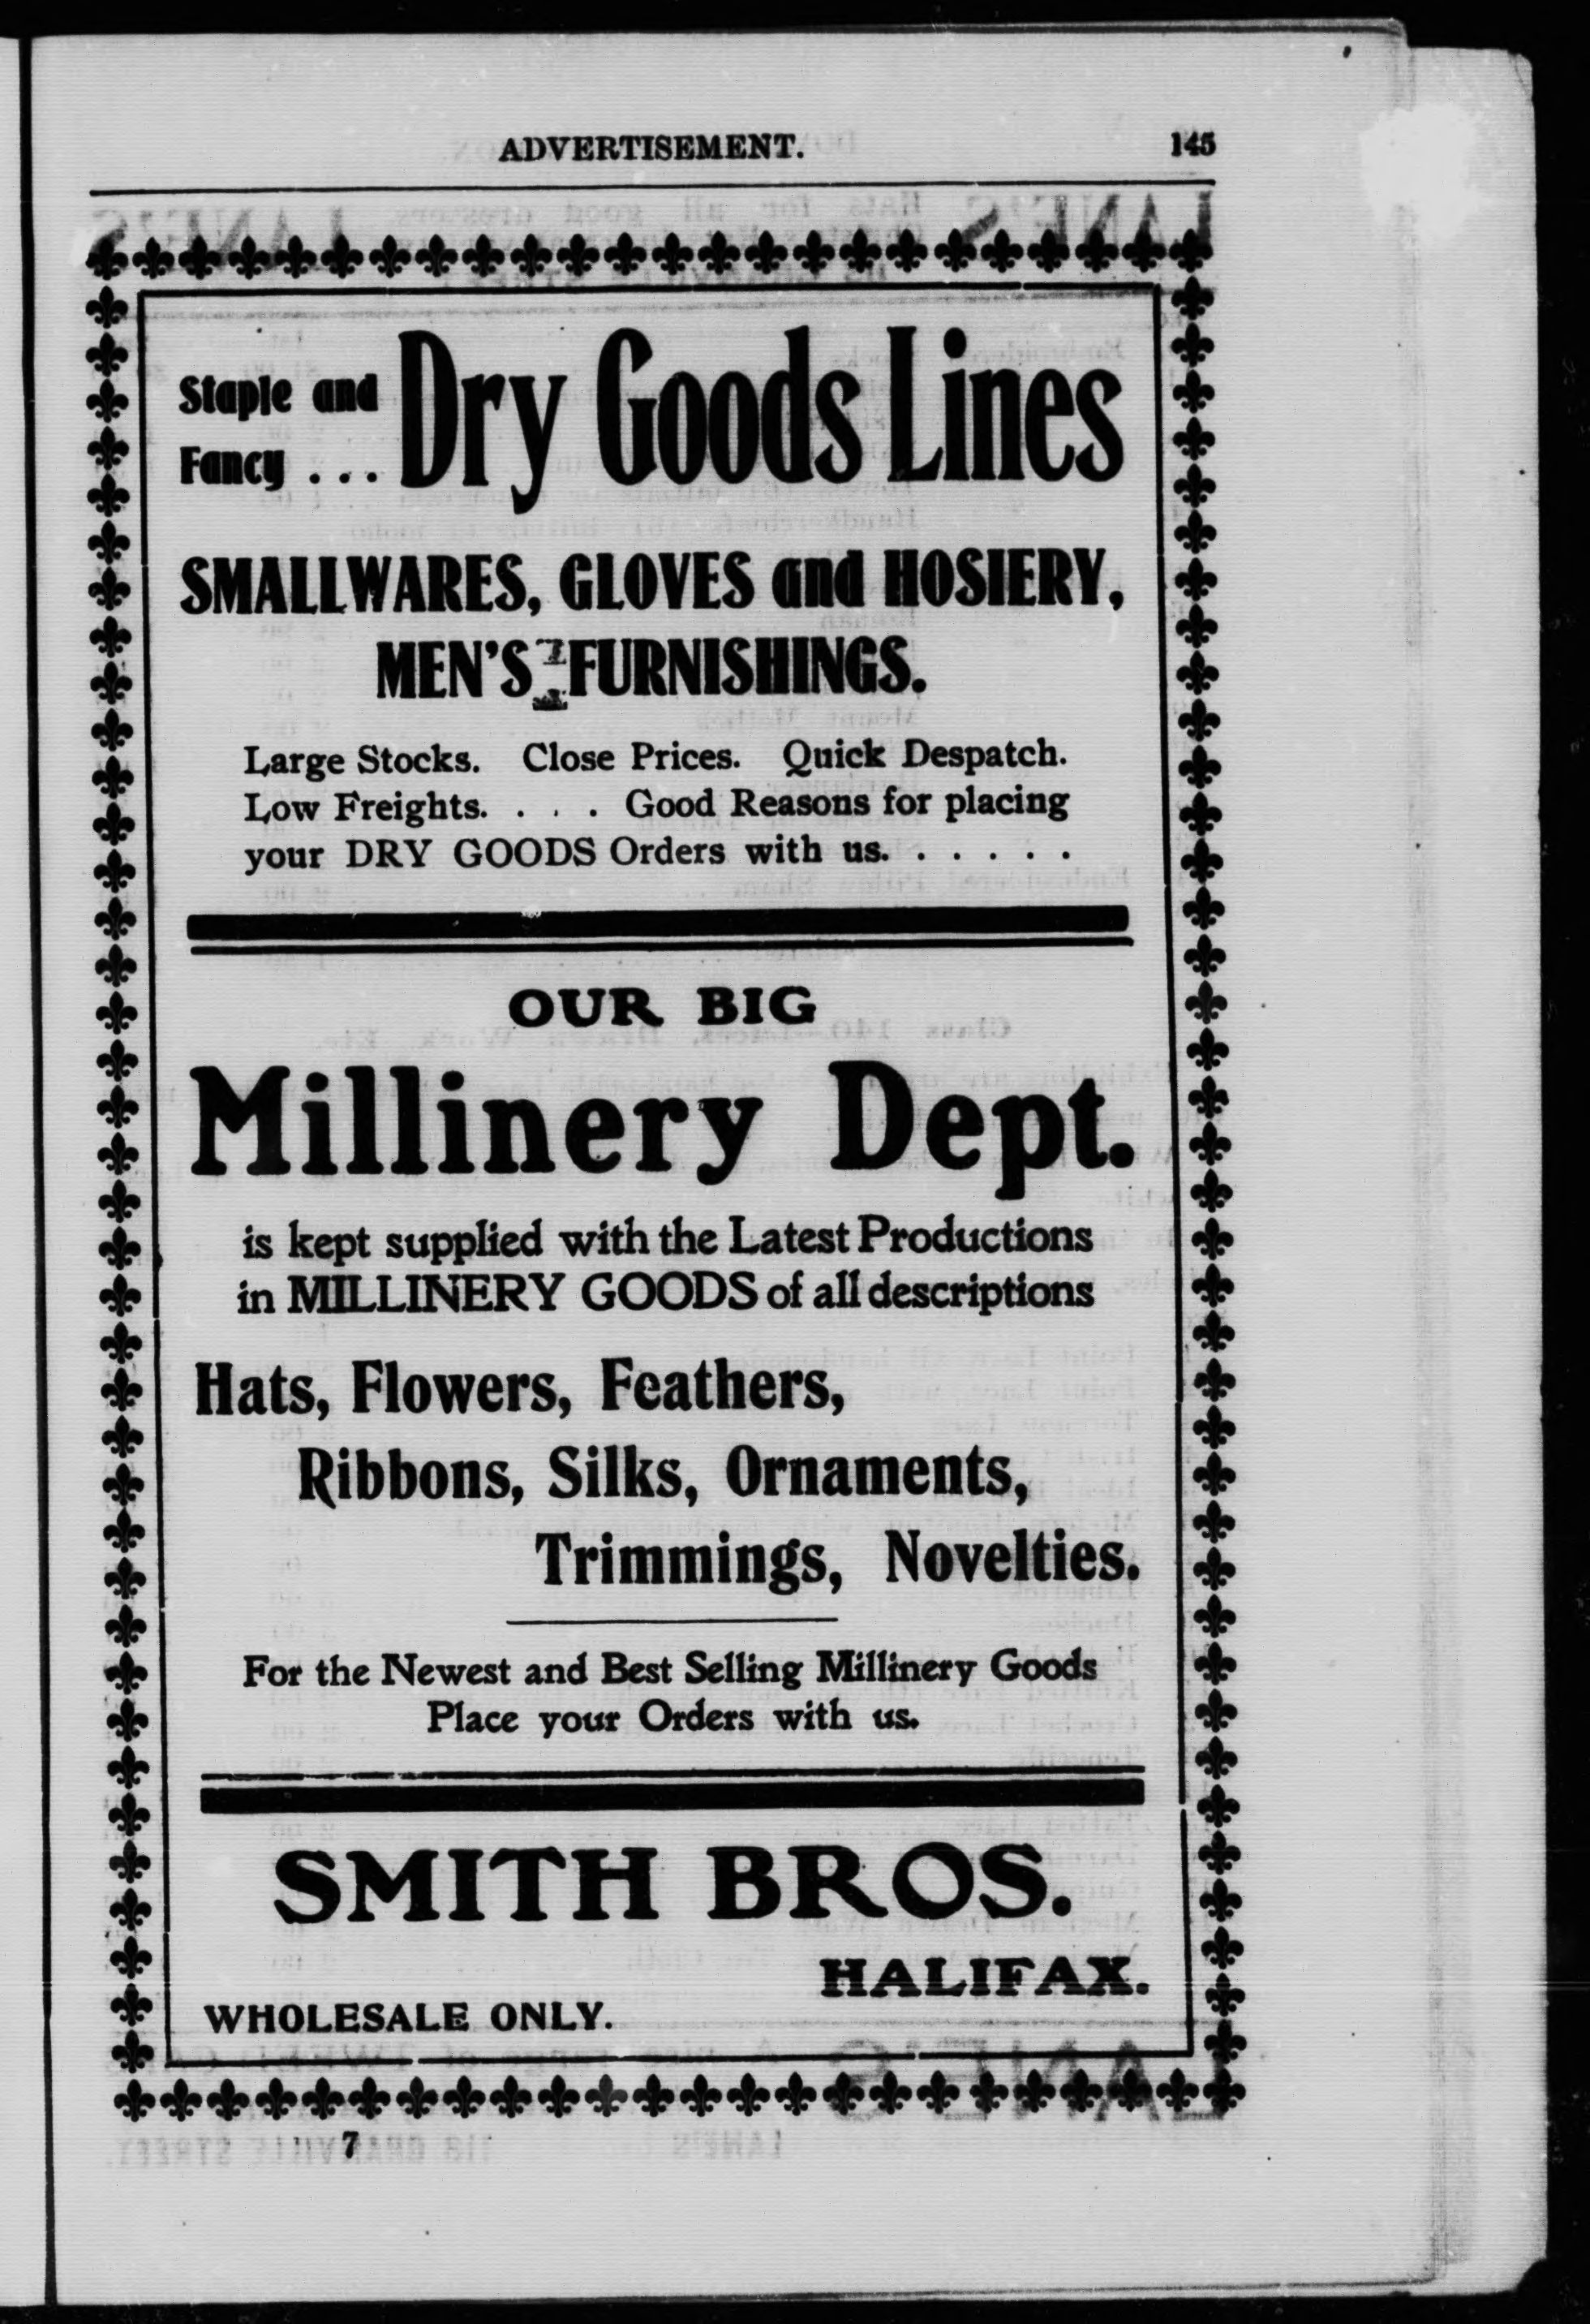 ADVERTISEMENT. 145
Staple and
Fancy . . . Dry Goods Lines
SMALLWARES, GLOVES and HOSIERY,
MEN'S FURNISHINGS.
Large Stocks. Close Prices. Quick Despatch.
Low Freights. . . . Good Reasons for placing
your DRY GOODS Orders with us. . . . . .
OUR BIG
Millinery Dept.
is kept supplied with the Latest Productions
in MILLINERY GOODS of all descriptions
Hats, Flowers, Feathers,
Ribbons, Silks, Ornaments,
Trimmings, Novelties.
For the Newest and Best Selling Millinery Goods
Place your Orders with us.
SMITH BROS.
HALIFAX.
WHOLESALE ONLY.
7